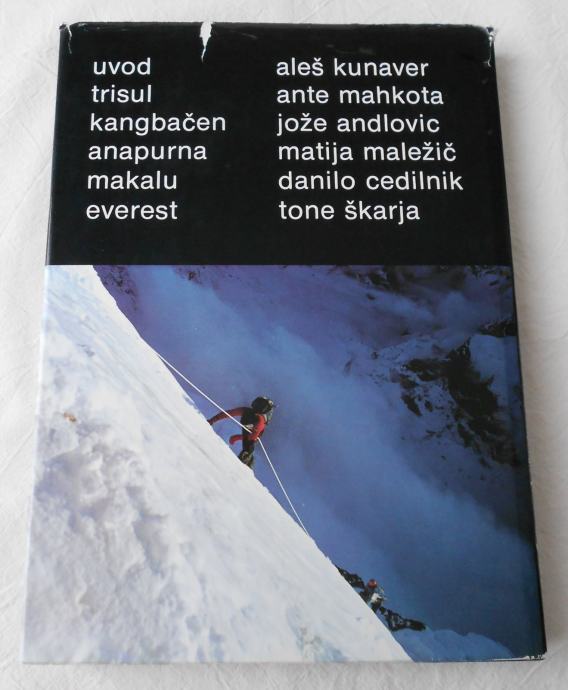 uvod aleš kunaver
trisul ante mahkota
kangbačen jože andlovic
anapurna matija maležič
makalu danilo cedilnik
everest tone škarja